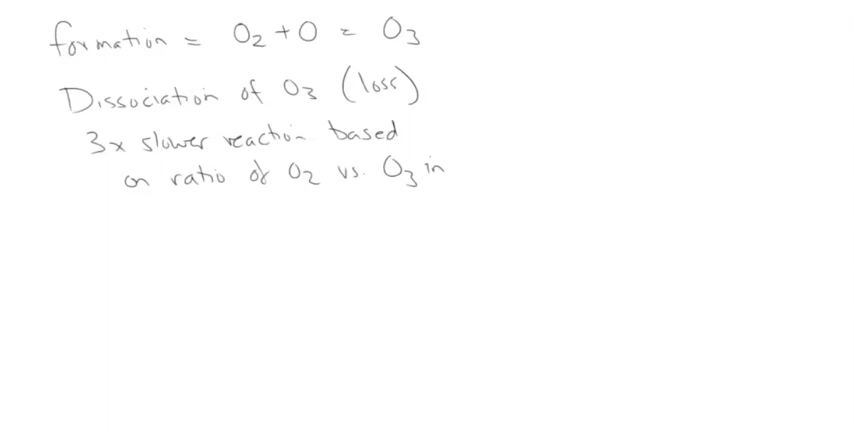 formation = O2 + O = O3
Dissociation of O3 (loss)
3x slower reaction based
on ratio of O2 vs. O3 in